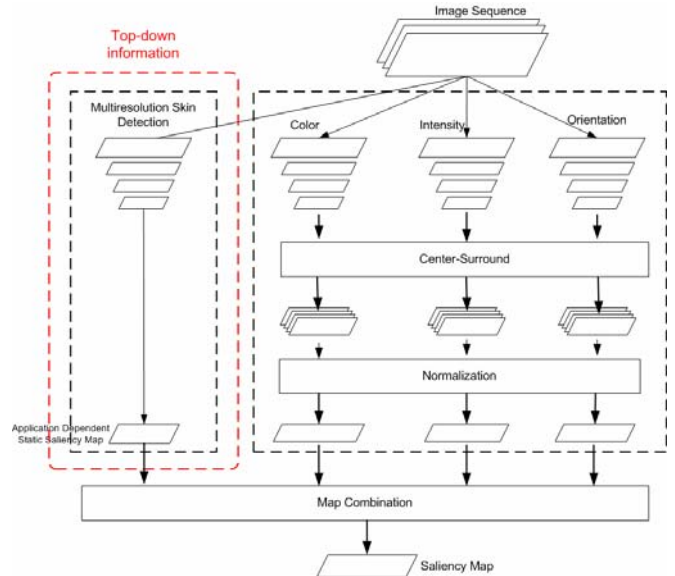 Image Sequence
Top-down
information
Multiresolution Skin
Detection
Color
Intensity
Orientation
Center-Surround
Normalization
Application Dependent
Static Saliency Map
Map Combination
Saliency Map